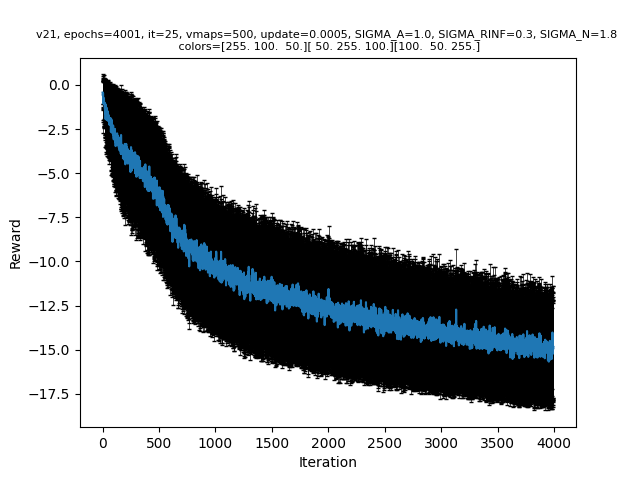 v21, epochs=4001, it=25, vmaps=500, update=0.0005, SIGMA_A=1.0, SIGMA_RINF=0.3, SIGMA_N=1.8
colors=[255. 100.  50.][ 50. 255. 100.][100.  50. 255.]
0.0
−2.5
−5.0
−7.5
−10.0
−12.5
−15.0
−17.5
Reward
0 500 1000 1500 2000 2500 3000 3500 4000
Iteration